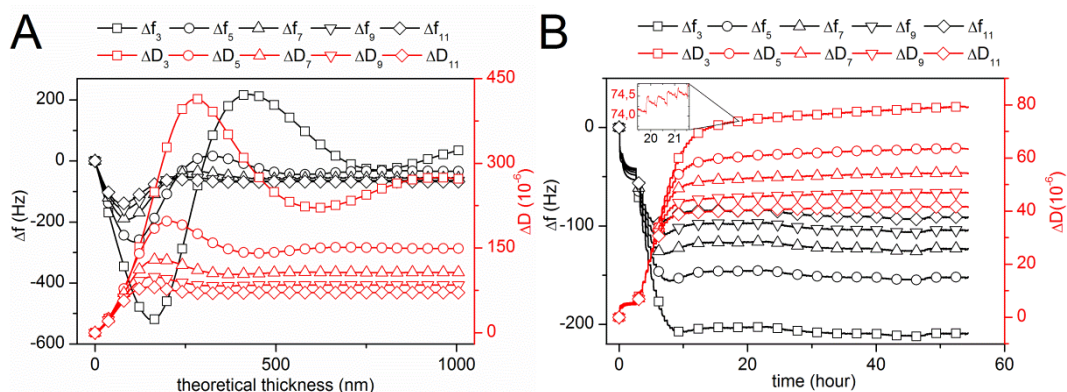 A
Δf3 Δf5 Δf7 Δf9 Δf11
ΔD3 ΔD5 ΔD7 ΔD9 ΔD11
200
0
-200
-400
-600
Δf (Hz)
450
300
150
0
ΔD (10-6)
0 500 1000
theoretical thickness (nm)
B
Δf3 Δf5 Δf7 Δf9 Δf11
ΔD3 ΔD5 ΔD7 ΔD9 ΔD11
74,5
74,0
20 21
0
-100
-200
Δf (Hz)
80
60
40
20
0
ΔD(10-6)
0 20 40 60
time (hour)